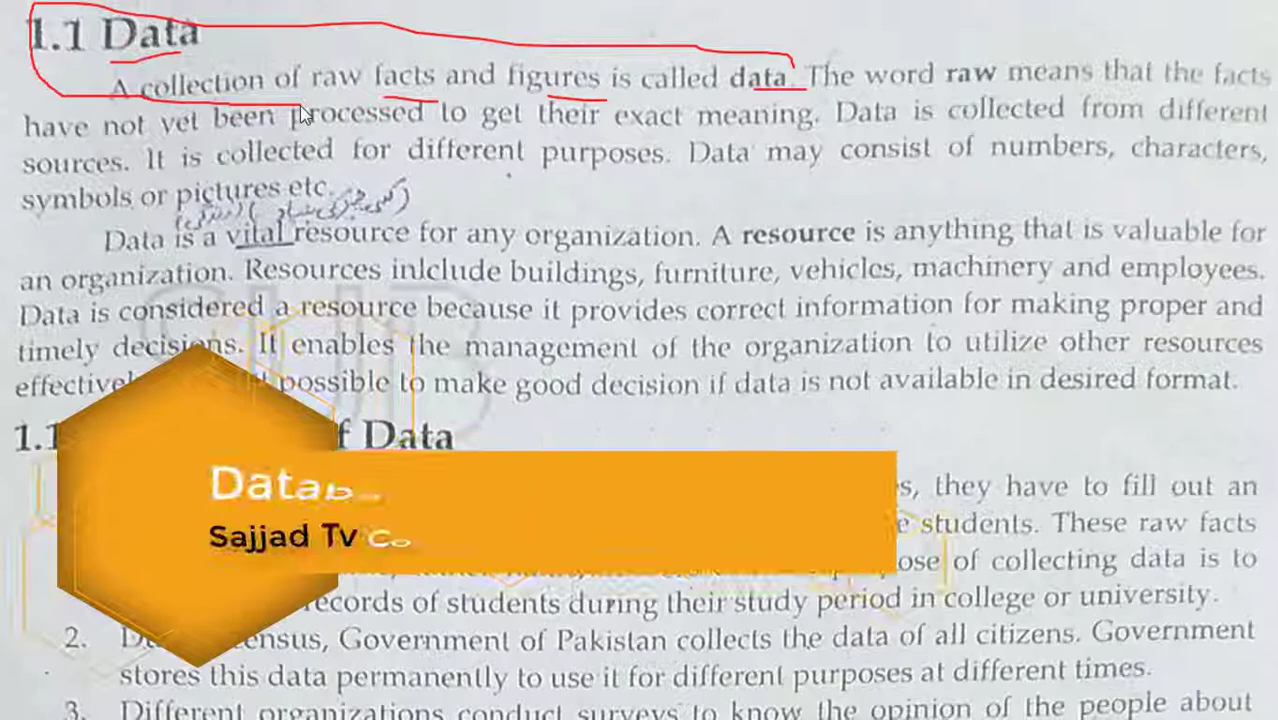 1.1 Data
A collection of raw facts and figures is called data. The word raw means that the facts
have not yet been processed to get their exact meaning. Data is collected from different
sources. It is collected for different purposes. Data may consist of numbers, characters,
symbols or pictures etc.
Data is a vital resource for any organization. A resource is anything that is valuable for
an organization. Resources inlclude buildings, furniture, vehicles, machinery and employees.
Data is considered a resource because it provides correct information for making proper and
timely decisions. It enables the management of the organization to utilize other resources
possible to make good decision if data is not available in desired format.
of Data
they have to fill out an
students. These raw facts
of collecting data is to
records of students during their study period in college or university.
Sajjad Tv
2. census, Government of Pakistan collects the data of all citizens. Government
stores this data permanently to use it for different purposes at different times.
3. Different organizations conduct surveys to know the opinion of the people about